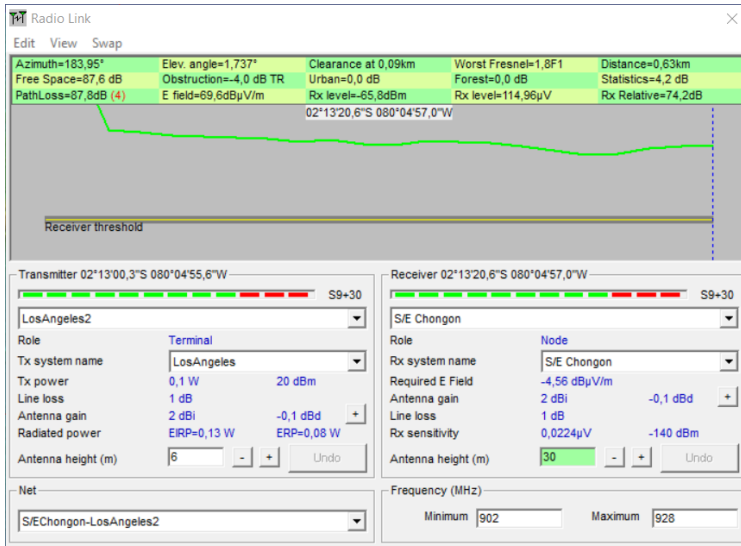 Radio Link
Edit View Swap
Azimuth=183,95° Elev. angle=1,737° Clearance at 0,09km Worst Fresnel=1,8F1 Distance=0,63km
Free Space=87,6 dB Obstruction=-4,0 dB TR Urban=0,0 dB Forest=0,0 dB Statistics=4,2 dB
PathLoss=87,8dB (4) E field=69,6dBµV/m Rx level=-65,8dBm Rx level=114,96µV Rx Relative=74,2dB
02°13'20,6"S 080°04'57,0"W
Receiver threshold
Transmitter 02°13'00,3"S 080°04'55,6"W
S9+30
LosAngeles2
Role Terminal
Tx system name LosAngeles
Tx power 0,1 W 20 dBm
Line loss 1 dB
Antenna gain 2 dBi -0,1 dBd +
Radiated power EIRP=0,13 W ERP=0,08 W
Antenna height (m) 6 - + Undo
Receiver 02°13'20,6"S 080°04'57,0"W
S9+30
S/E Chongon
Role Node
Rx system name S/E Chongon
Required E Field -4,56 dBµV/m
Antenna gain 2 dBi -0,1 dBd +
Line loss 1 dB
Rx sensitivity 0,0224µV -140 dBm
Antenna height (m) 30 - + Undo
Net
S/EChongon-LosAngeles2
Frequency (MHz)
Minimum 902 Maximum 928